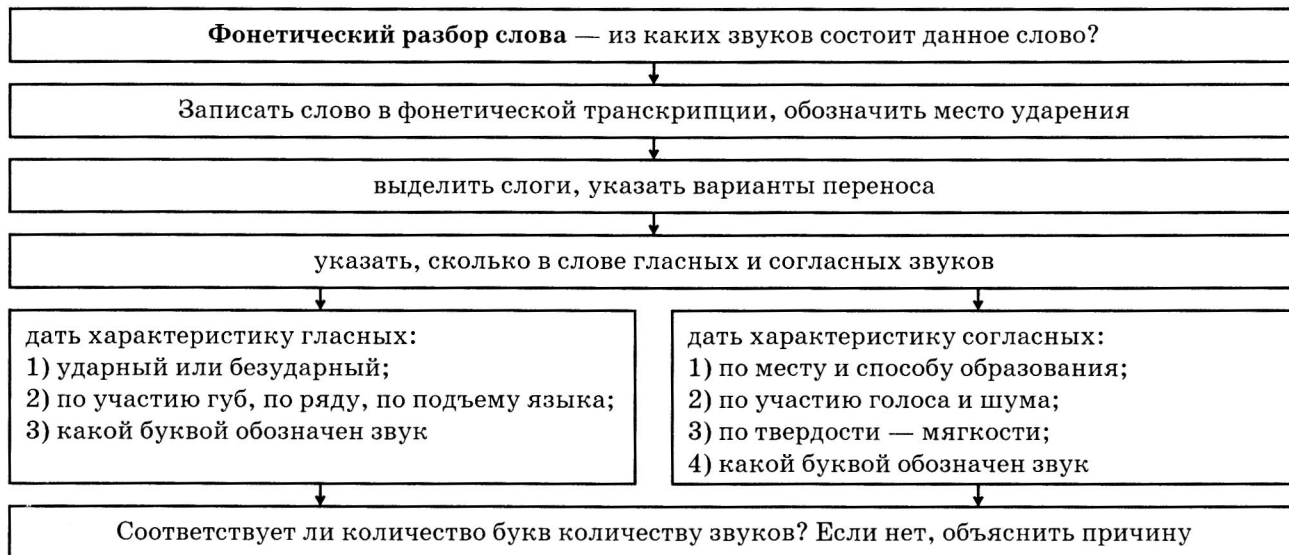 Фонетический разбор слова — из каких звуков состоит данное слово?
Записать слово в фонетической транскрипции, обозначить место ударения
выделить слоги, указать варианты переноса
указать, сколько в слове гласных и согласных звуков
дать характеристику гласных:
1) ударный или безударный;
2) по участию губ, по ряду, по подъему языка;
3) какой буквой обозначен звук
дать характеристику согласных:
1) по месту и способу образования;
2) по участию голоса и шума;
3) по твердости — мягкости;
4) какой буквой обозначен звук
Соответствует ли количество букв количеству звуков? Если нет, объяснить причину